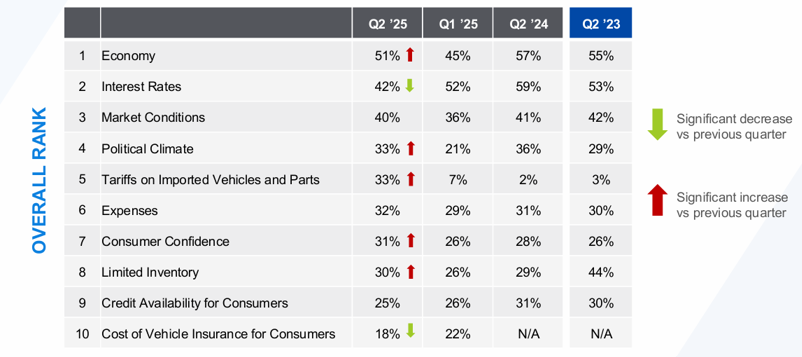 Q2 '25 Q1 '25 Q2 '24 Q2 '23
OVERALL RANK
1 Economy 51% 45% 57% 55%
2 Interest Rates 42% 52% 59% 53%
3 Market Conditions 40% 36% 41% 42%
4 Political Climate 33% 21% 36% 29%
5 Tariffs on Imported Vehicles and Parts 33% 7% 2% 3%
6 Expenses 32% 29% 31% 30%
7 Consumer Confidence 31% 26% 28% 26%
8 Limited Inventory 30% 26% 29% 44%
9 Credit Availability for Consumers 25% 26% 31% 30%
10 Cost of Vehicle Insurance for Consumers 18% 22% N/A N/A
Significant decrease
vs previous quarter
Significant increase
vs previous quarter